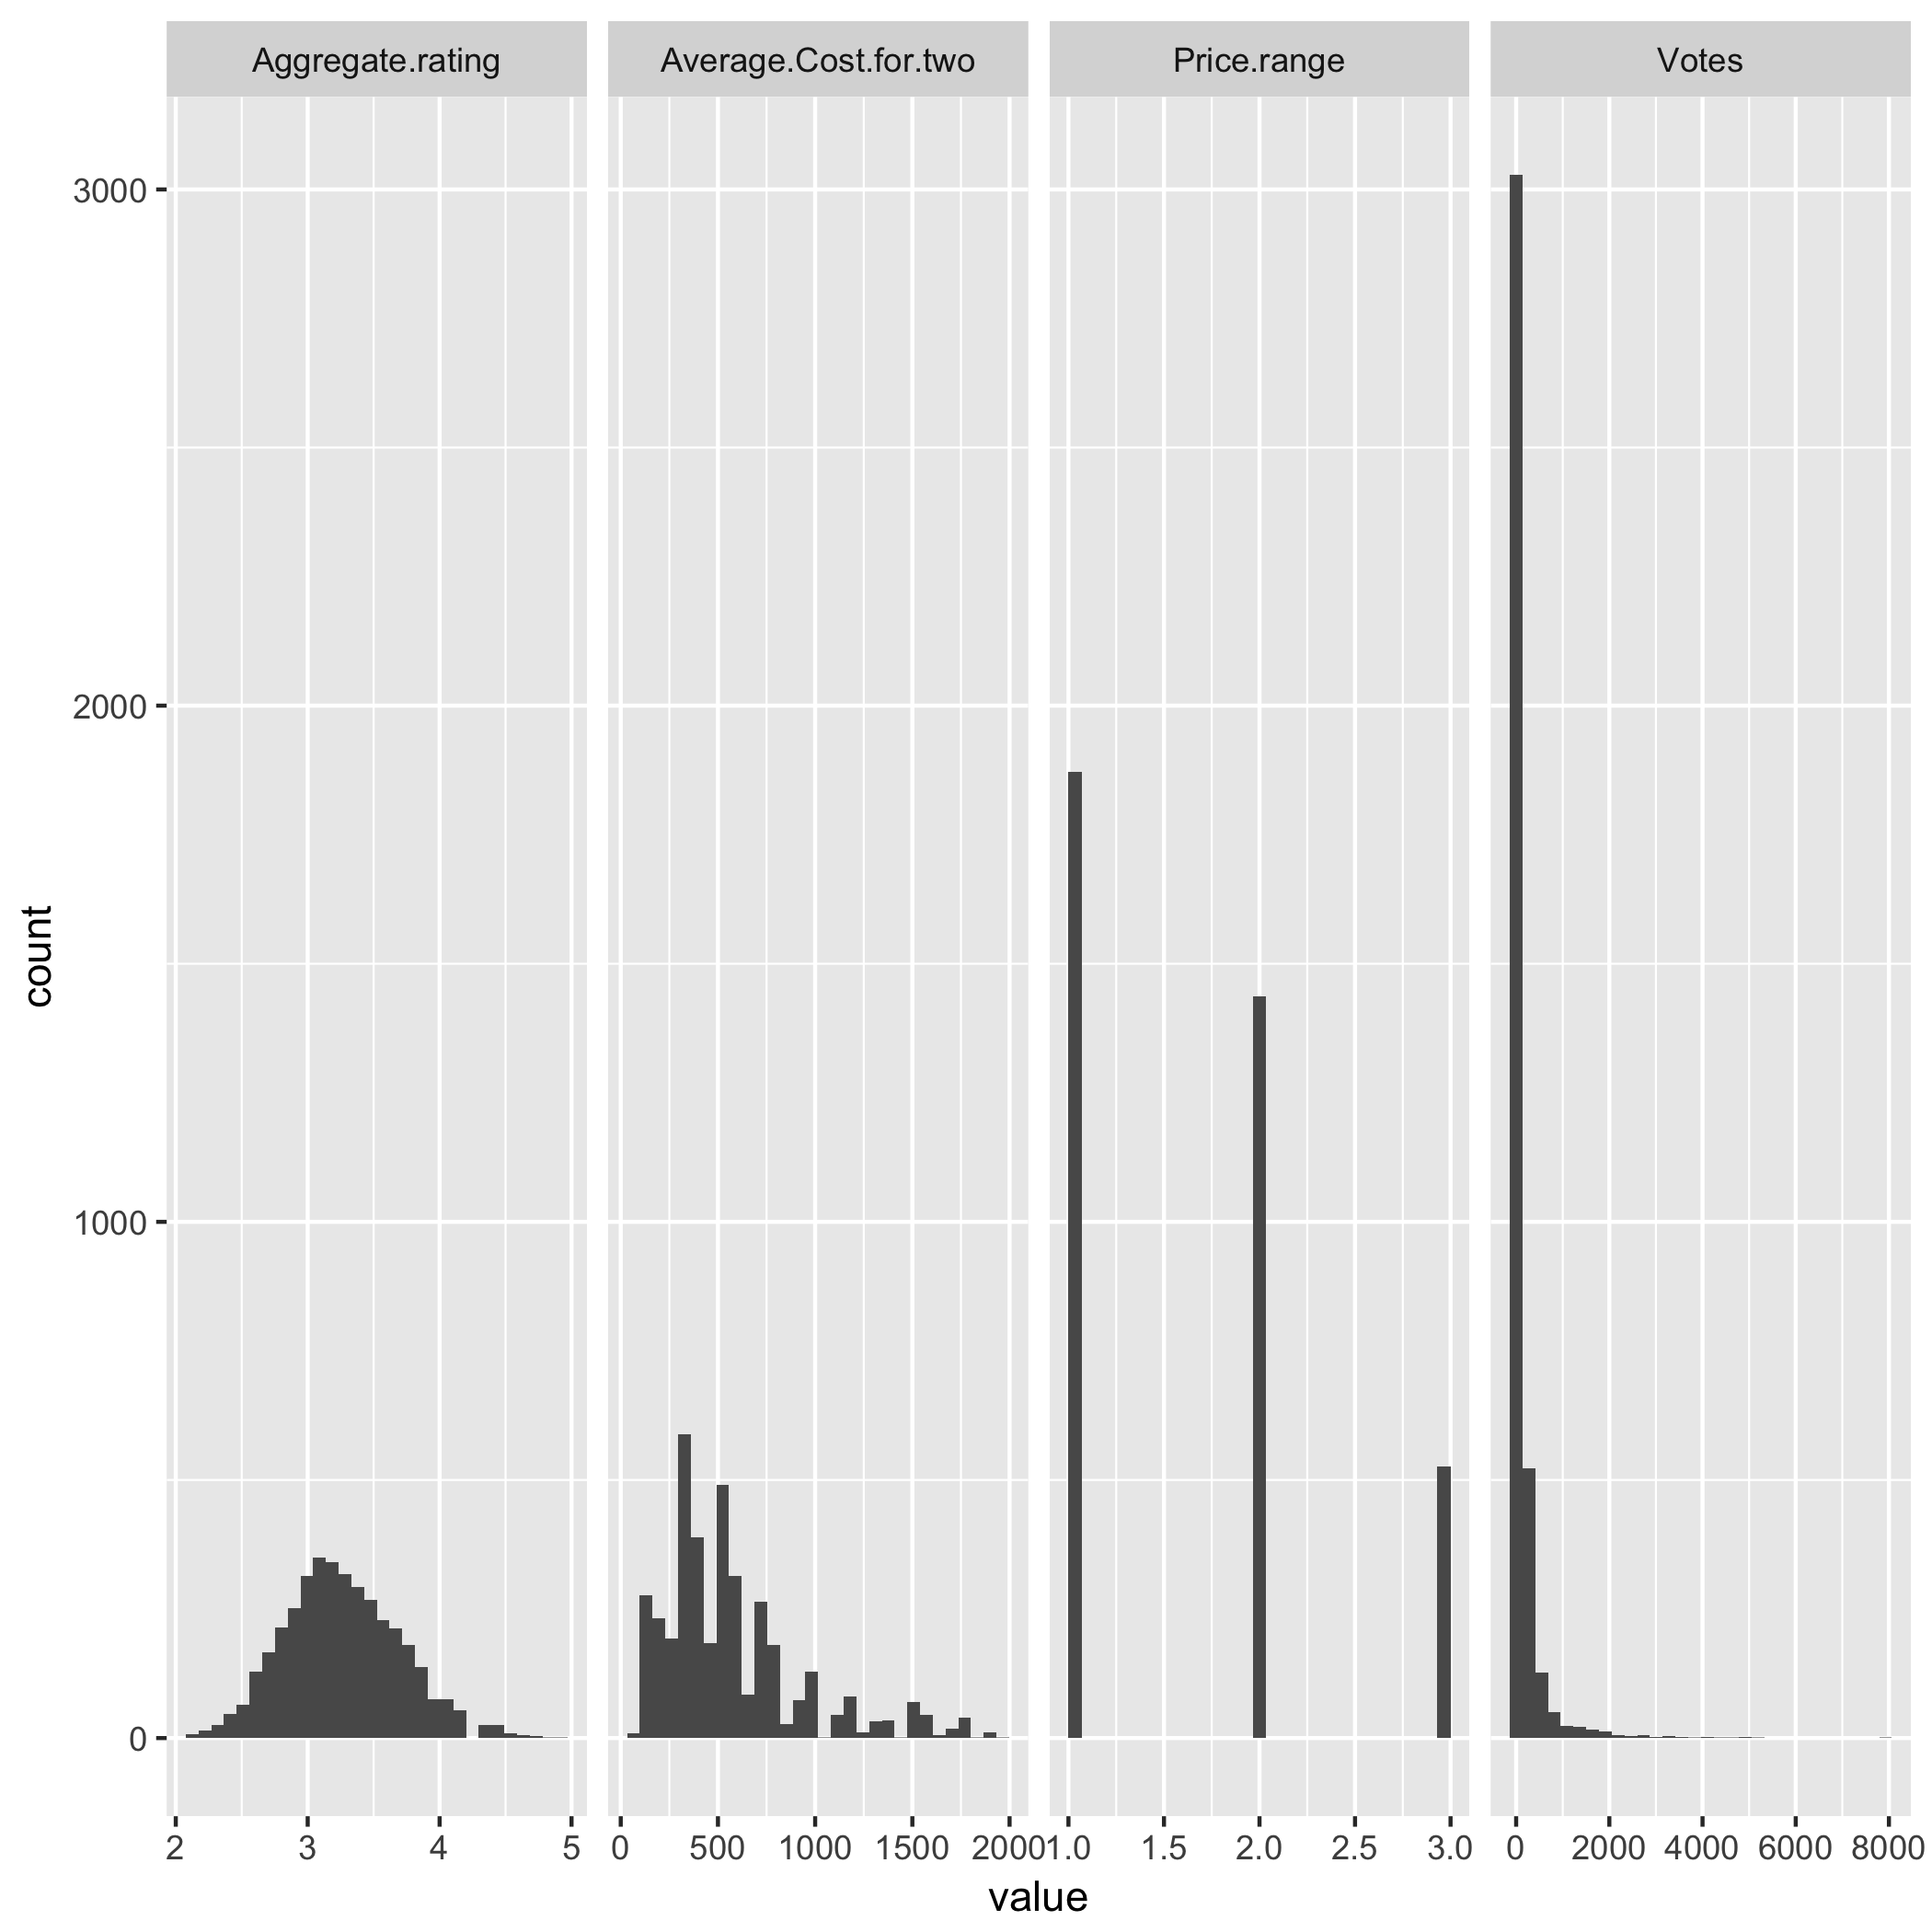 Aggregate.rating Average.Cost.for.two Price.range Votes
3000
2000
1000
0
count
2 3 4 5 0 500 1000 1500 2000 1.0 1.5 2.0 2.5 3.0 0 2000 4000 6000 8000
value